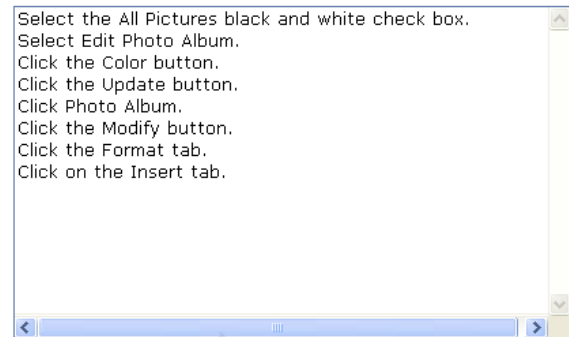 Select the All Pictures black and white check box.
Select Edit Photo Album.
Click the Color button.
Click the Update button.
Click Photo Album.
Click the Modify button.
Click the Format tab.
Click on the Insert tab.